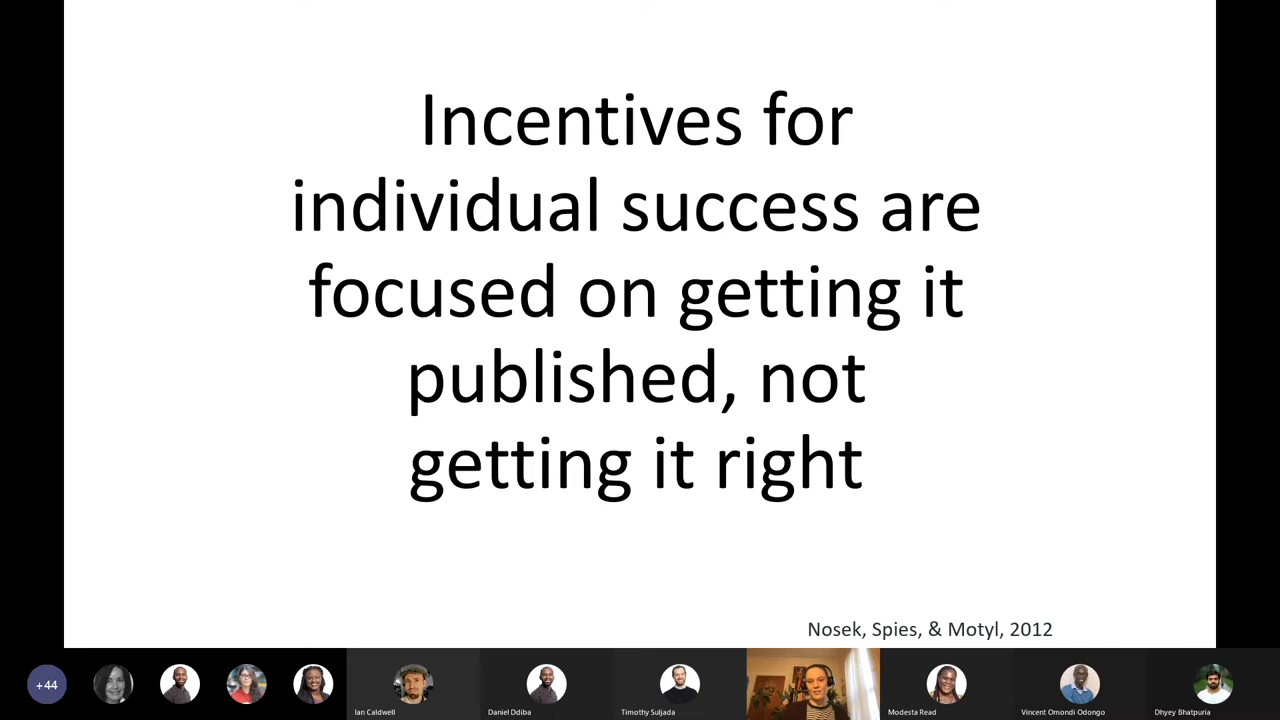 Incentives for
individual success are
focused on getting it
published, not
getting it right
Nosek, Spies, & Motyl, 2012
+44
Ian Caldwell
Daniel Ddiba
Timothy Suljada
Modesta Read
Vincent Omondi Odongo
Dhyey Bhatpuria